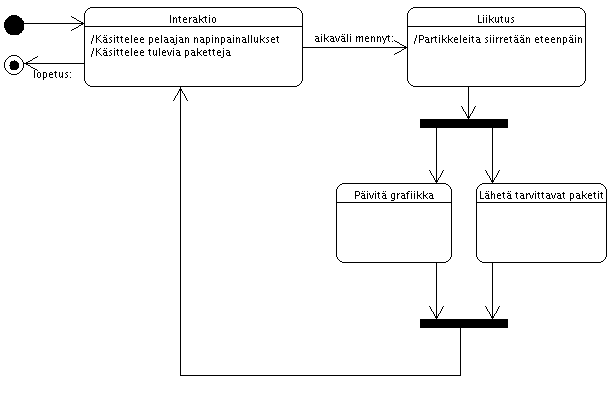 Interaktio
/Käsittelee pelaajan napinpainallukset
/Käsittelee tulevia paketteja
Lopetus:
aikaväli mennyt:
Liikutus
/Partikkeleita siirretään eteenpäin
Päivitä grafiikka
Lähetä tarvittavat paketit